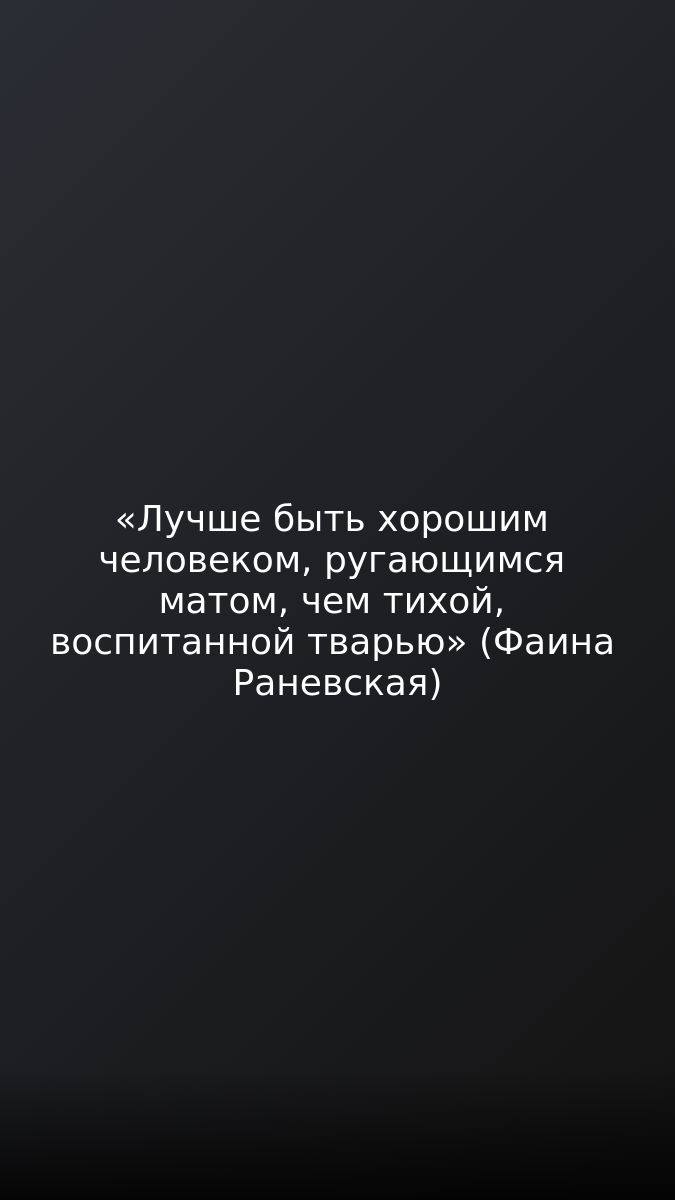 «Лучше быть хорошим
человеком, ругающимся
матом, чем тихой,
воспитанной тварью» (Фаина
Раневская)